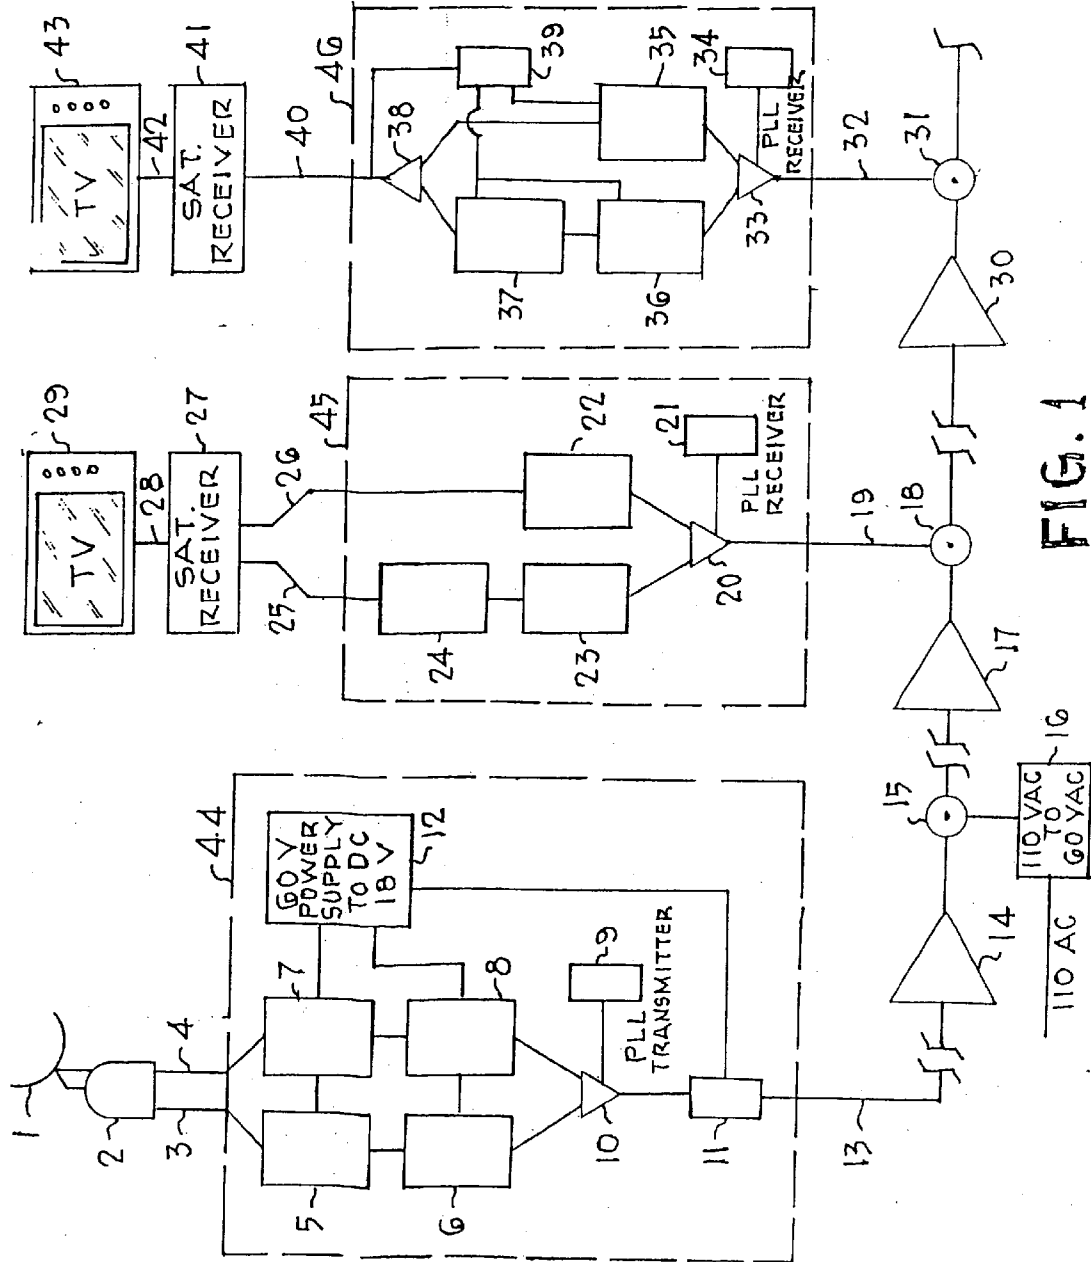 43
TV
42
41
SAT.
RECEIVER
40
46
39
38
35
34
37
36
33
PLL
RECEIVER
32
31
30
29
TV
28
27
SAT.
RECEIVER
26
25
45
22
24
23
21
20
PLL
RECEIVER
19
18
17
1
2
3
4
44
60 V
POWER
SUPPLY
TO DC
18 V
12
7
5
8
6
9
PLL
TRANSMITTER
10
11
13
14
15
16
110 VAC
TO
60 VAC
110 AC
FIG. 1